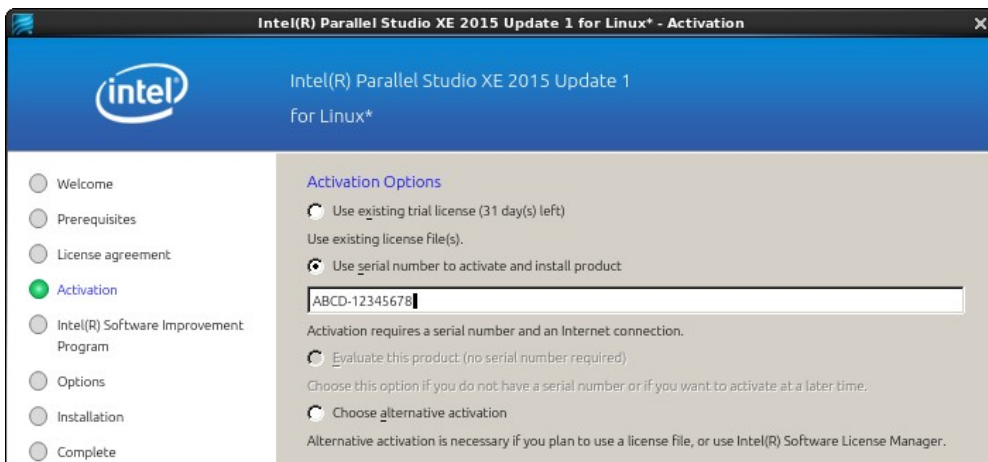 Intel(R) Parallel Studio XE 2015 Update 1 for Linux* - Activation
intel
Intel(R) Parallel Studio XE 2015 Update 1
for Linux*
Welcome
Prerequisites
License agreement
Activation
Intel(R) Software Improvement
Program
Options
Installation
Complete
Activation Options
Use existing trial license (31 day(s) left)
Use existing license file(s).
Use serial number to activate and install product
ABCD-12345678
Activation requires a serial number and an Internet connection.
Evaluate this product (no serial number required)
Choose this option if you do not have a serial number or if you want to activate at a later time.
Choose alternative activation
Alternative activation is necessary if you plan to use a license file, or use Intel(R) Software License Manager.